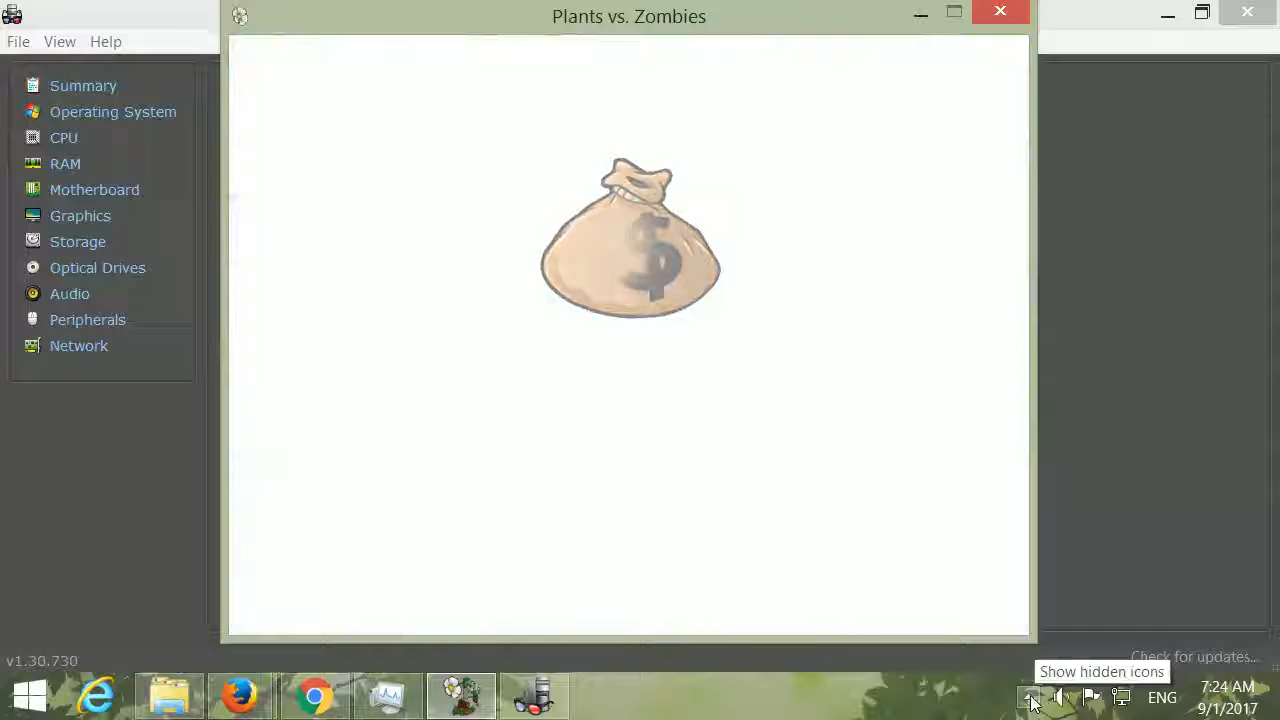 Plants vs. Zombies
File View Help
Summary
Operating System
CPU
RAM
Motherboard
Graphics
Storage
Optical Drives
Audio
Peripherals
Network
$
v1.30.730
Check for updates...
Show hidden icons
ENG
7:24 AM
9/1/2017